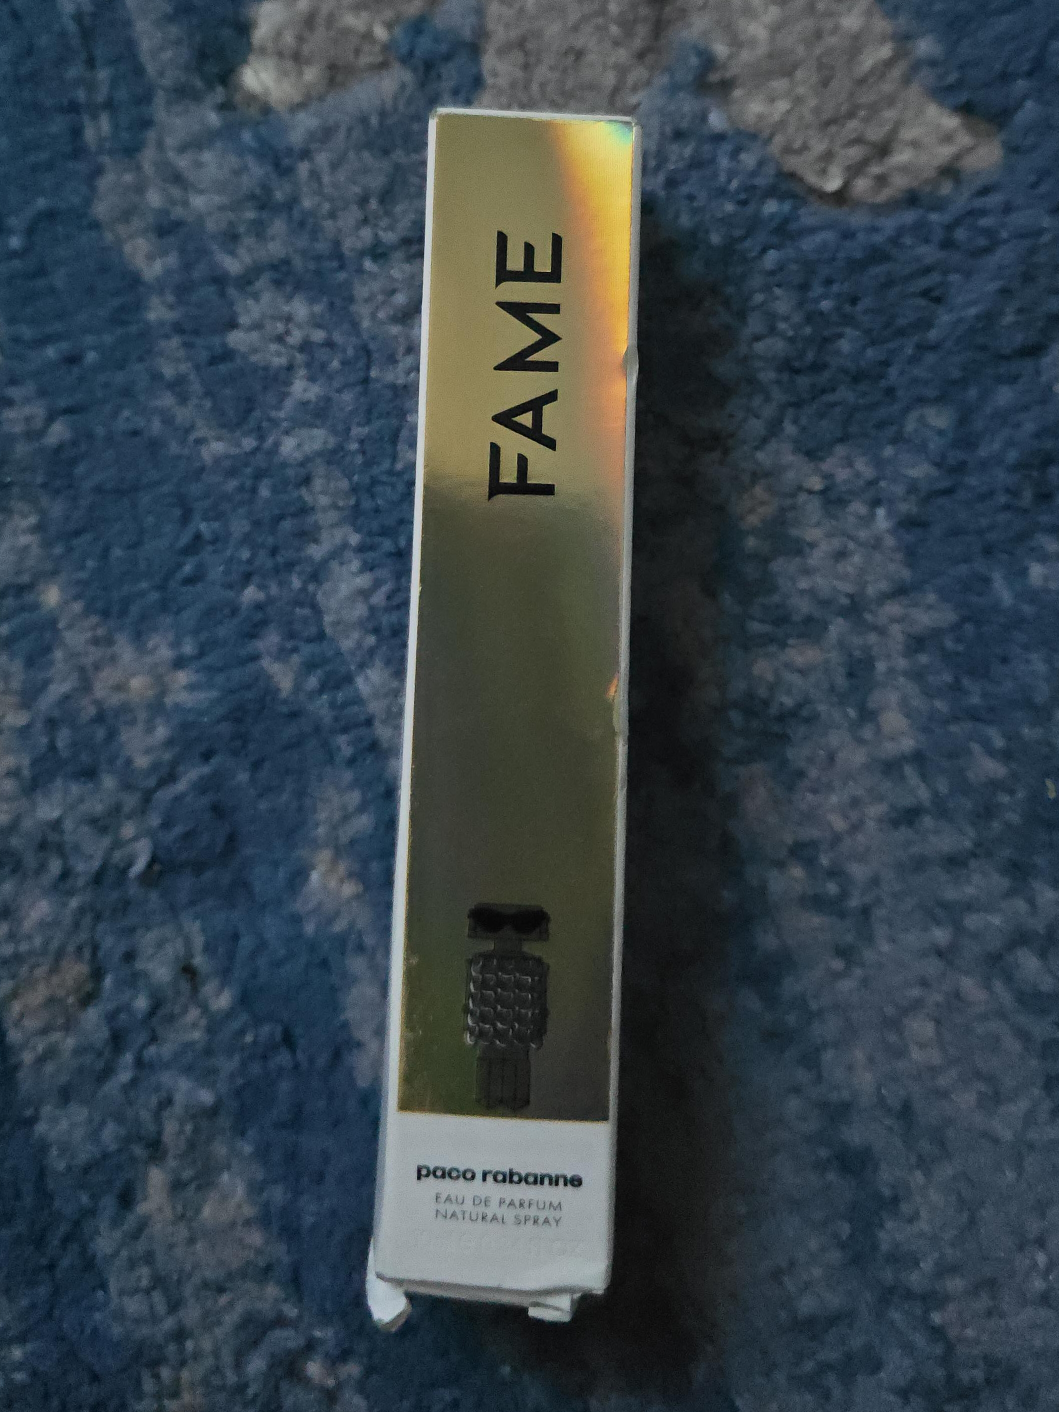 FAME
paco rabanne
EAU DE PARFUM
NATURAL SPRAY